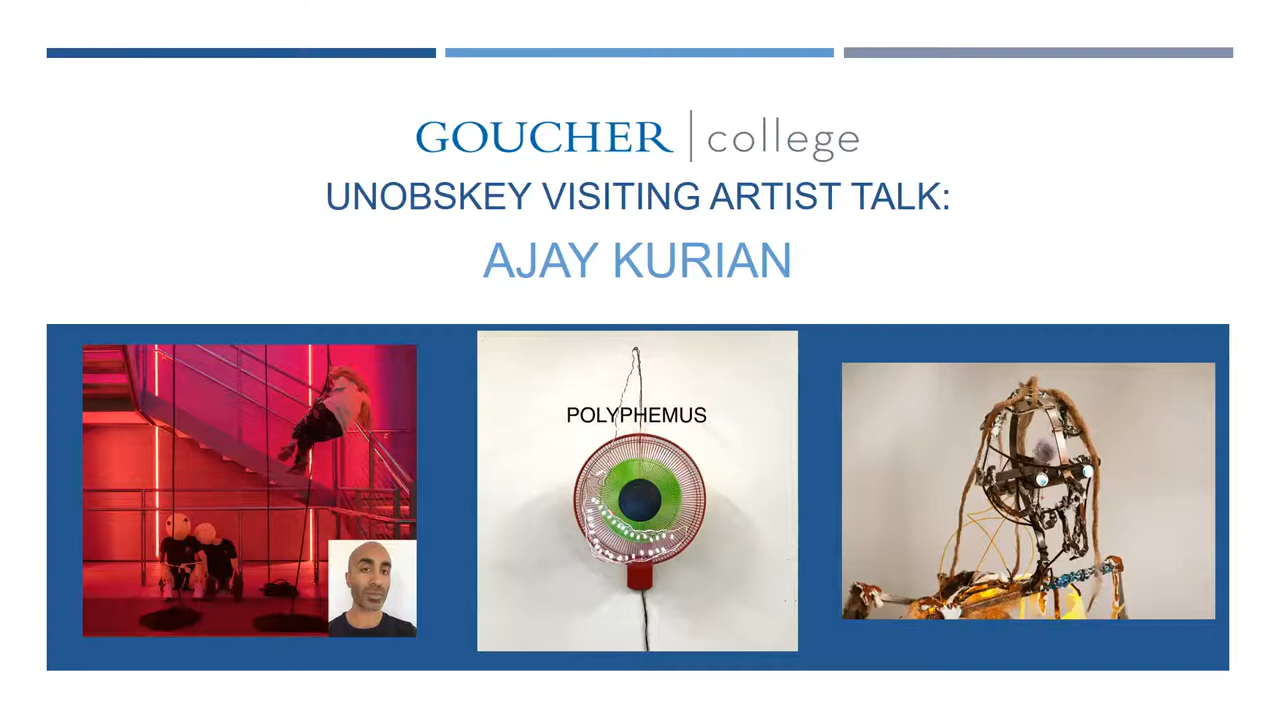 GOUCHER | college
UNOBSKEY VISITING ARTIST TALK:
AJAY KURIAN
POLYPHEMUS